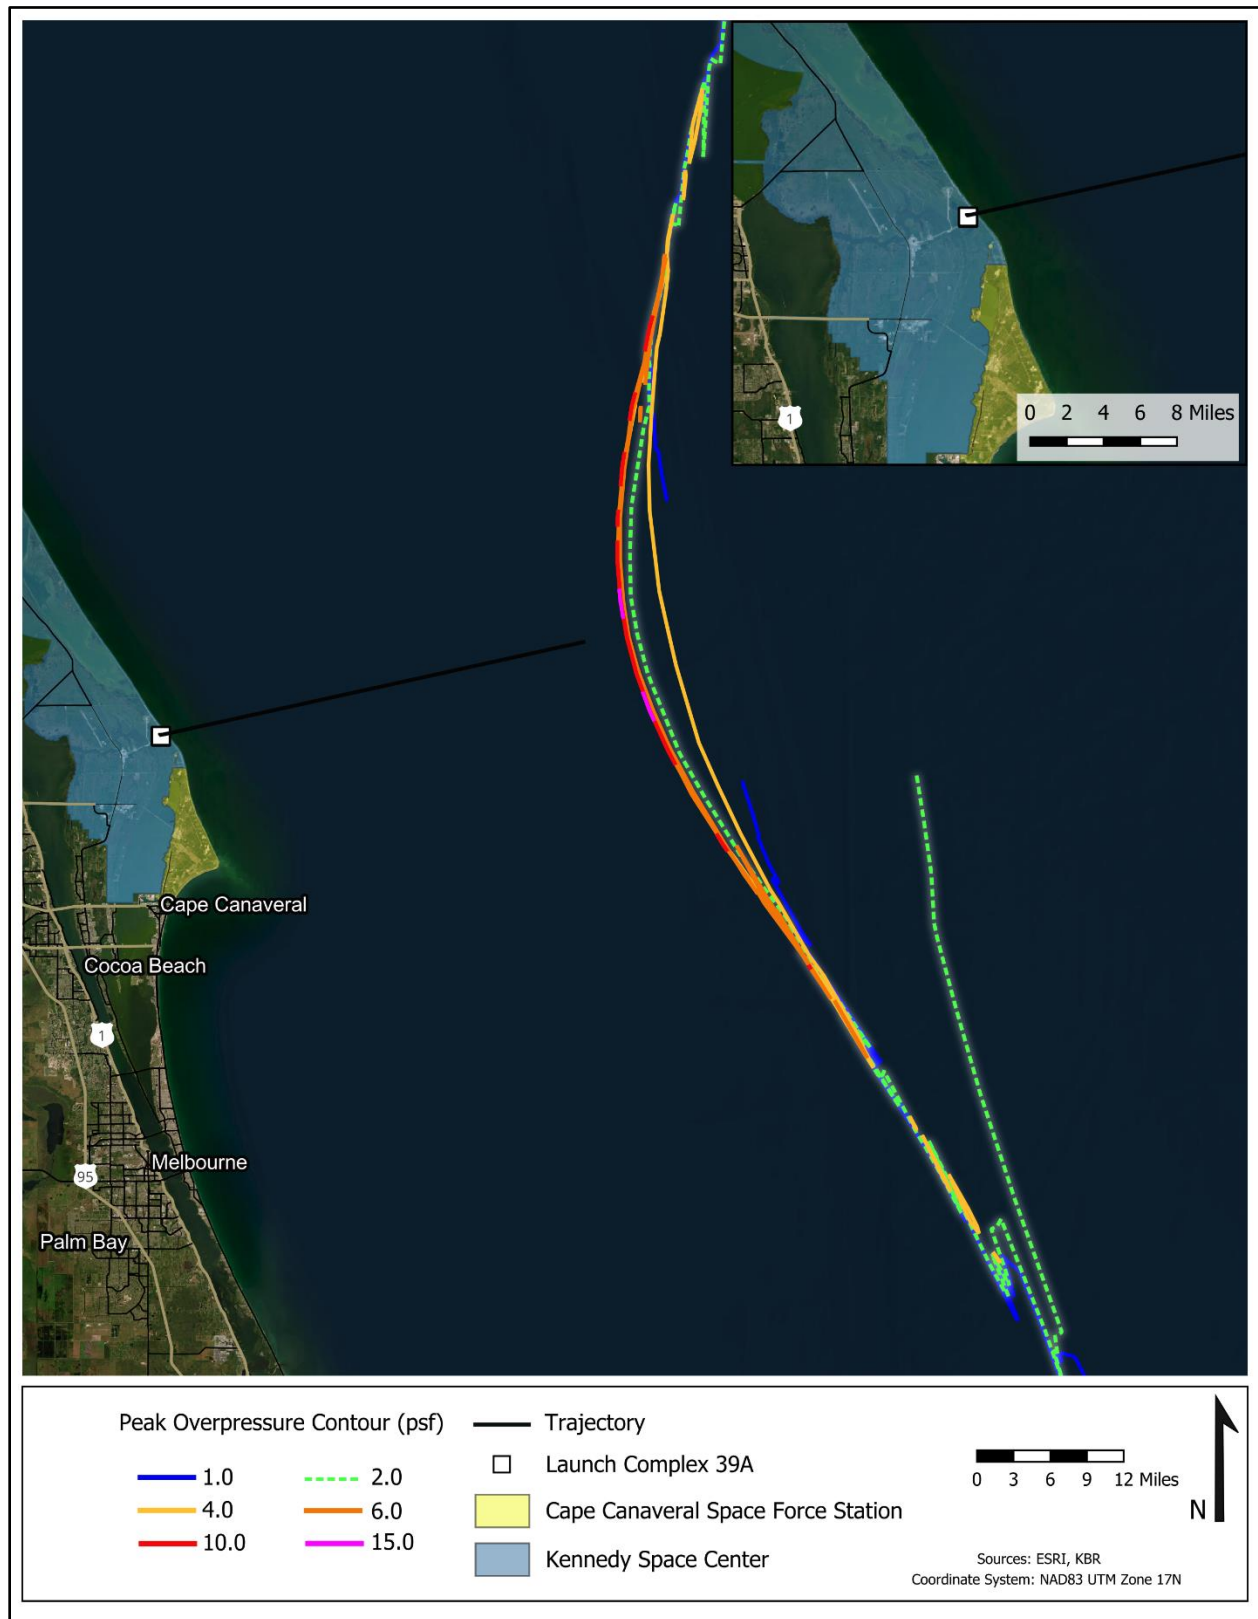 0 2 4 6 8 Miles
1
Cape Canaveral
Cocoa Beach
1
Melbourne
95
Palm Bay
Peak Overpressure Contour (psf)
1.0
2.0
4.0
6.0
10.0
15.0
Trajectory
Launch Complex 39A
Cape Canaveral Space Force Station
Kennedy Space Center
0 3 6 9 12 Miles
N
Sources: ESRI, KBR
Coordinate System: NAD83 UTM Zone 17N